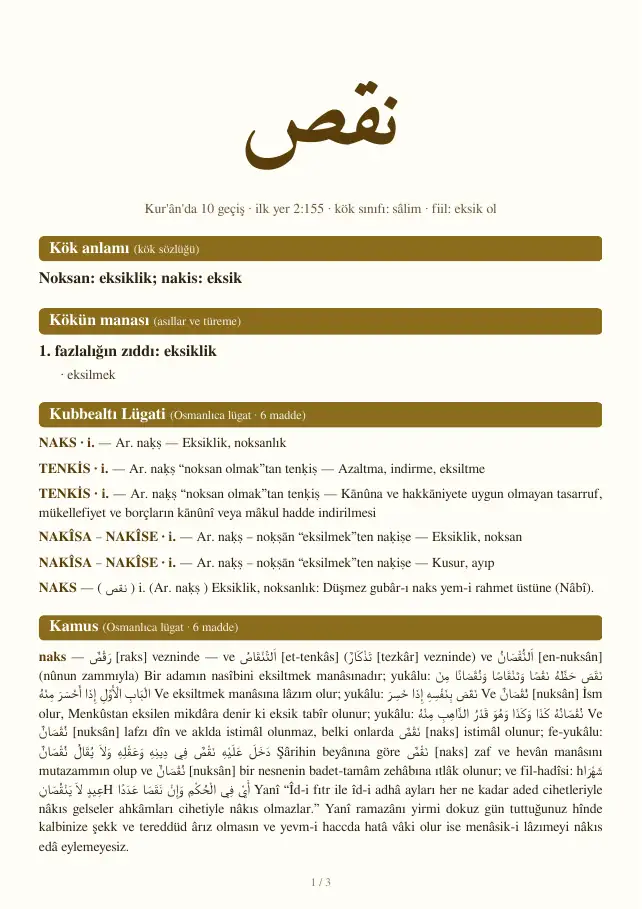 نقص
Kur'ân'da 10 geçiş · ilk yer 2:155 · kök sınıfı: sâlim · fiil: eksik ol
Kök anlamı (kök sözlüğü)
Noksan: eksiklik; nakis: eksik
Kökün manası (asıllar ve türeme)
1. fazlalığın zıddı: eksiklik
· eksilmek
Kubbealtı Lügati (Osmanlıca lügat · 6 madde)
NAKS · i. — Ar. naḳṣ — Eksiklik, noksanlık
TENKİS · i. — Ar. naḳṣ “noksan olmak”tan tenḳiṣ — Azaltma, indirme, eksiltme
TENKİS · i. — Ar. naḳṣ “noksan olmak”tan tenḳiṣ — Kānûna ve hakkāniyete uygun olmayan tasarruf,
mükellefiyet ve borçların kānûnî veya mâkul hadde indirilmesi
NAKÎSA – NAKÎSE · i. — Ar. naḳṣ – noḳṣān “eksilmek”ten naḳiṣe — Eksiklik, noksan
NAKÎSA – NAKÎSE · i. — Ar. naḳṣ – noḳṣān “eksilmek”ten naḳiṣe — Kusur, ayıp
NAKS — ( نقص ) i. (Ar. naḳṣ ) Eksiklik, noksanlık: Düşmez gubâr-ı naks yem-i rahmet üstüne (Nâbî).
Kamus (Osmanlıca lügat · 6 madde)
naks — رَقْصٌ [raks] vezninde — ve اَلتَّنْقَاصُ [et-tenkâs] (تَذْكَارٌ [tezkâr] vezninde) ve اَلنُّقْصَانُ [en-nuksân]
(nûnun zammıyla) Bir adamın nasîbini eksiltmek manâsınadır; yukâlu: نَقَصَ حَظَّهُ نَقْصًا وَتَنْقَاصًا وَنُقْصَانًا مِنَ
الْبَابِ الْأَوَّلِ إِذَا أَخْسَرَ مِنْهُ Ve eksiltmek manâsına lâzım olur; yukâlu: نَقَصَ بِنَفْسِهِ إِذَا خَسِرَ Ve نُقْصَانٌ [nuksân] İsm
olur, Menkûstan eksilen mikdâra denir ki eksik tabîr olunur; yukâlu: نُقْصَانُهُ كَذَا وَكَذَا وَهُوَ قَدْرُ الذَّاهِبِ مِنْهُ Ve
نُقْصَانٌ [nuksân] lafzı dîn ve aklda istimâl olunmaz, belki onlarda نَقْصٌ [naks] istimâl olunur; fe-yukâlu:
دَخَلَ عَلَيْهِ نَقْصٌ فِي دِينِهِ وَعَقْلِهِ وَلاَ يُقَالُ نُقْصَانٌ Şârihin beyânına göre نَقْصٌ [naks] zaf ve hevân manâsını
mutazammın olup ve نُقْصَانٌ [nuksân] bir nesnenin badet-tamâm zehâbına ıtlâk olunur; ve fil-hadîsi: hشَهْرَا
عِيدٍ لاَ يَنْقُصَانِH أَيْ فِي الْحُكْمِ وَإِنْ نَقَصَا عَدَدًا Yanî “Îd-i fıtr ile îd-i adhâ ayları her ne kadar aded cihetleriyle
nâkıs gelseler ahkâmları cihetiyle nâkıs olmazlar.” Yanî ramazânı yirmi dokuz gün tuttuğunuz hînde
kalbinize şekk ve tereddüd ârız olmasın ve yevm-i haccda hatâ vâki olur ise menâsik-i lâzımeyi nâkıs
edâ eylemeyesiz.
1 / 3